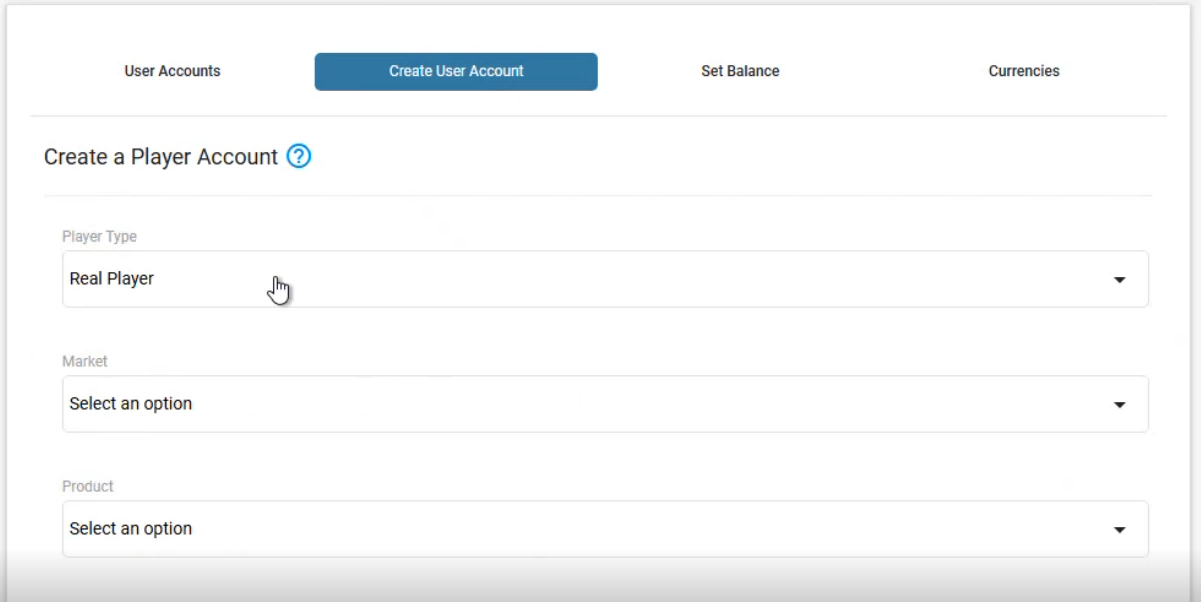 User Accounts
Create User Account
Set Balance
Currencies
Create a Player Account ?
Player Type
Real Player
Market
Select an option
Product
Select an option